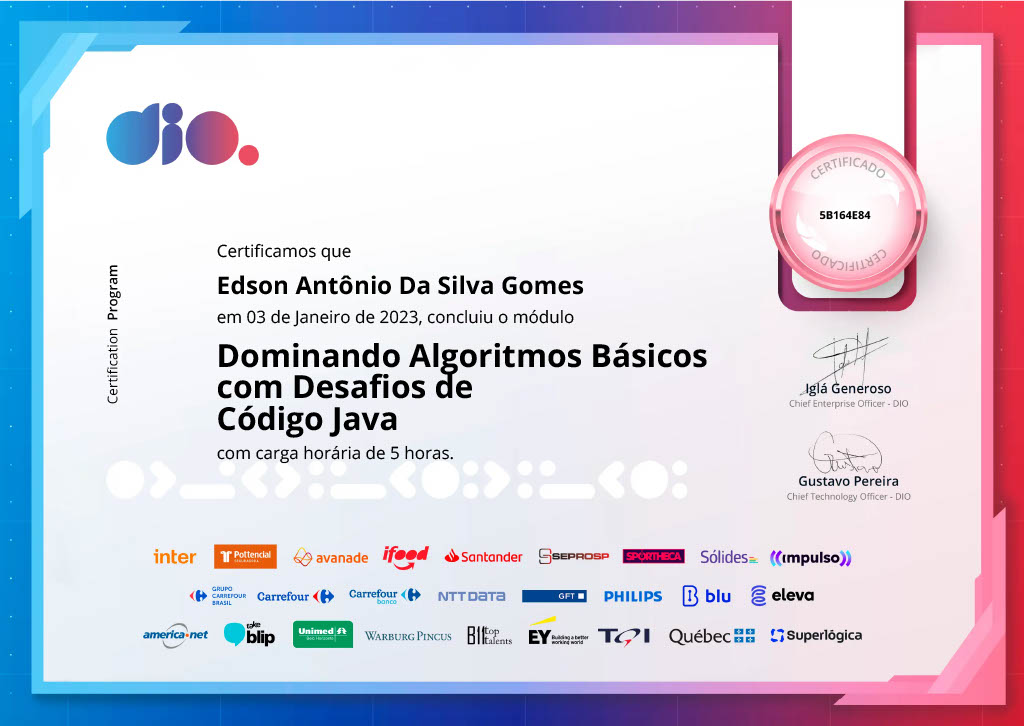 dio.
CERTIFICADO
5B164E84
CERTIFICADO
Certification Program
Certificamos que
Edson Antônio Da Silva Gomes
em 03 de Janeiro de 2023, concluiu o módulo
Dominando Algoritmos Básicos
com Desafios de
Código Java
com carga horária de 5 horas.
Iglá Generoso
Chief Enterprise Officer - DIO
Gustavo Pereira
Chief Technology Officer - DIO
inter Pottencial SEGURADORA avanade ifood Santander SEPROSP SPORTHECA Sólides impulso
GRUPO CARREFOUR BRASIL Carrefour Carrefour banco NTT DATA GFT PHILIPS blu eleva
america·net take blip Unimed WARBURG PINCUS B11 top talents EY Building a better working world TQI Québec Superlógica